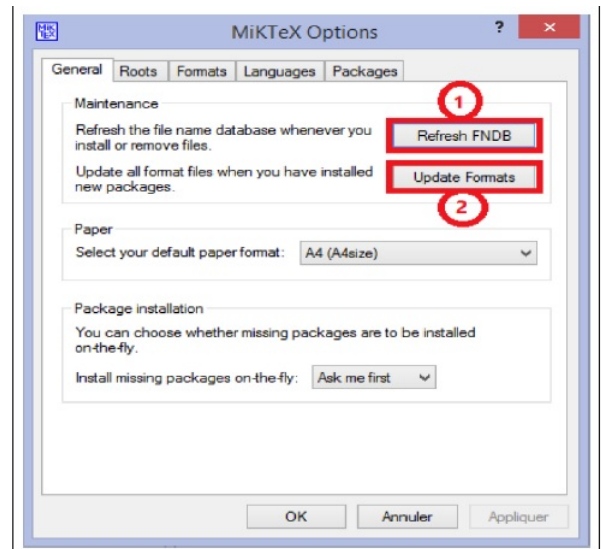 MiKTeX Options
?
×
General Roots Formats Languages Packages
Maintenance
1
Refresh the file name database whenever you
install or remove files.
Refresh FNDB
Update all format files when you have installed
new packages.
Update Formats
2
Paper
Select your default paper format: A4 (A4size)
Package installation
You can choose whether missing packages are to be installed
on-the-fly.
Install missing packages on-the-fly: Ask me first
OK Annuler Appliquer